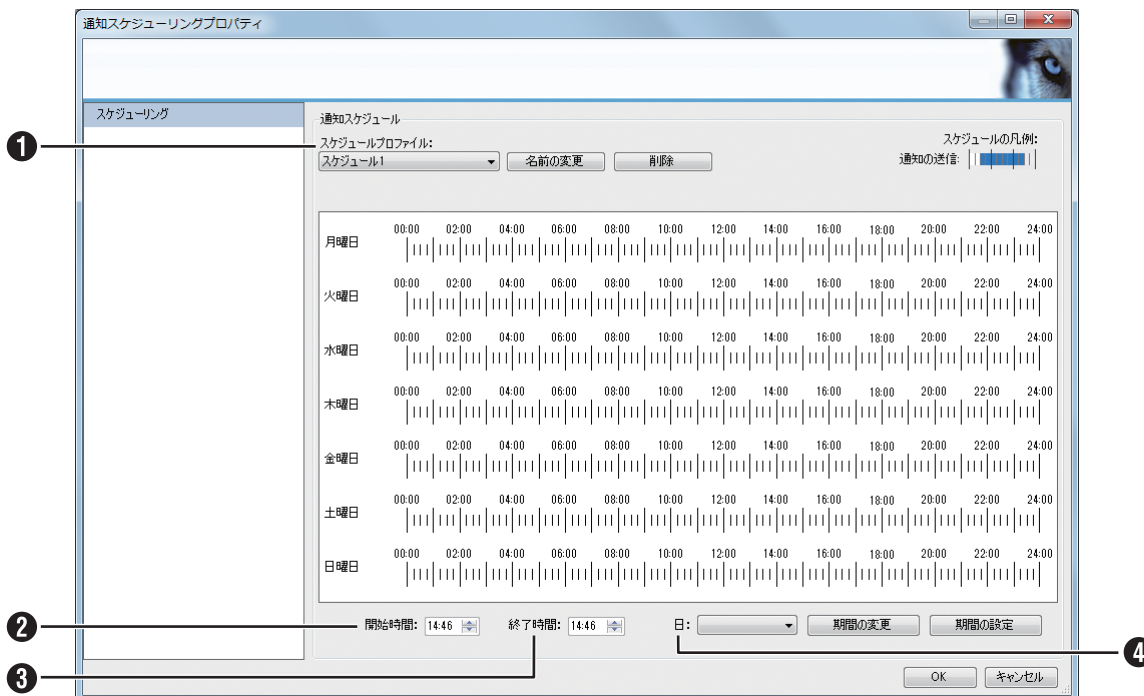 通知スケジューリングプロパティ
スケジューリング
通知スケジュール
❶
スケジュールプロファイル:
スケジュールの凡例:
スケジュール1 名前の変更 削除 通知の送信:
00:00 02:00 04:00 06:00 08:00 10:00 12:00 14:00 16:00 18:00 20:00 22:00 24:00
月曜日
00:00 02:00 04:00 06:00 08:00 10:00 12:00 14:00 16:00 18:00 20:00 22:00 24:00
火曜日
00:00 02:00 04:00 06:00 08:00 10:00 12:00 14:00 16:00 18:00 20:00 22:00 24:00
水曜日
00:00 02:00 04:00 06:00 08:00 10:00 12:00 14:00 16:00 18:00 20:00 22:00 24:00
木曜日
00:00 02:00 04:00 06:00 08:00 10:00 12:00 14:00 16:00 18:00 20:00 22:00 24:00
金曜日
00:00 02:00 04:00 06:00 08:00 10:00 12:00 14:00 16:00 18:00 20:00 22:00 24:00
土曜日
00:00 02:00 04:00 06:00 08:00 10:00 12:00 14:00 16:00 18:00 20:00 22:00 24:00
日曜日
❷ 開始時間: 14:46 終了時間: 14:46 日: 期間の変更 期間の設定
❹
❸
OK キャンセル